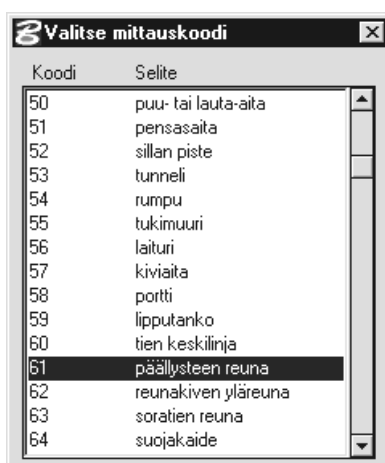 Valitse mittauskoodi
Koodi Selite
50 puu- tai lauta-aita
51 pensasaita
52 sillan piste
53 tunneli
54 rumpu
55 tukimuuri
56 laituri
57 kiviaita
58 portti
59 lipputanko
60 tien keskilinja
61 päällysteen reuna
62 reunakiven yläreuna
63 soratien reuna
64 suojakaide